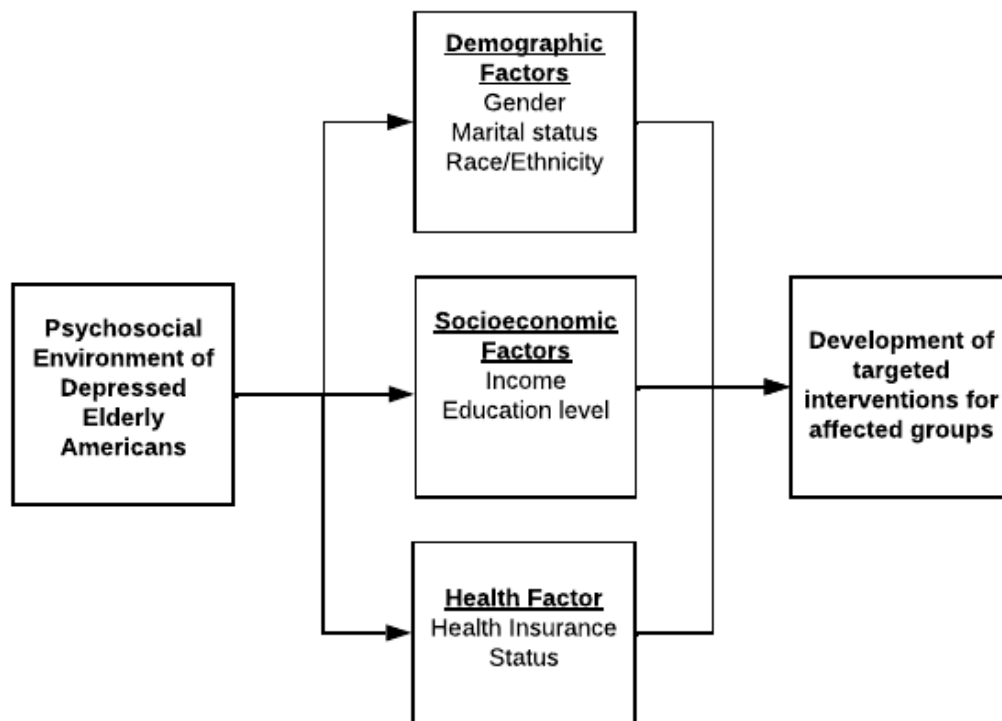 Psychosocial
Environment of
Depressed
Elderly
Americans
Demographic
Factors
Gender
Marital status
Race/Ethnicity
Socioeconomic
Factors
Income
Education level
Health Factor
Health Insurance
Status
Development of
targeted
interventions for
affected groups